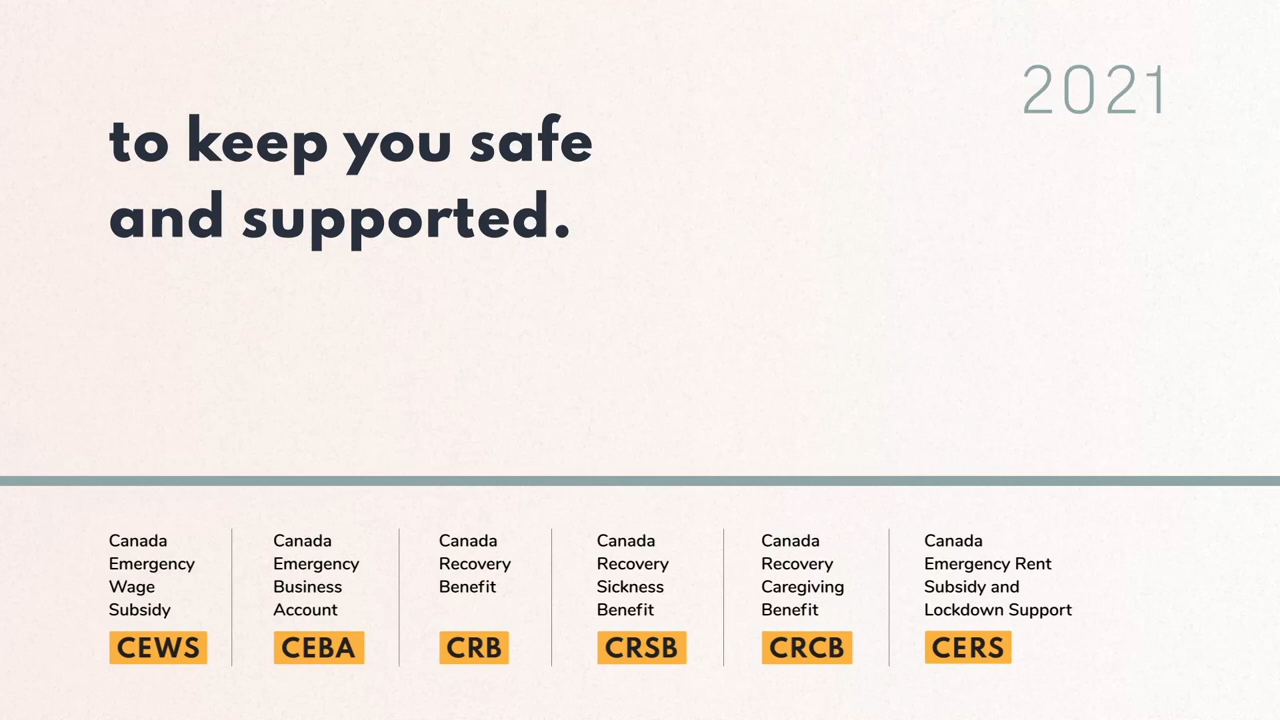 2021
to keep you safe
and supported.
Canada
Emergency
Wage
Subsidy
CEWS
Canada
Emergency
Business
Account
CEBA
Canada
Recovery
Benefit
CRB
Canada
Recovery
Sickness
Benefit
CRSB
Canada
Recovery
Caregiving
Benefit
CRCB
Canada
Emergency Rent
Subsidy and
Lockdown Support
CERS